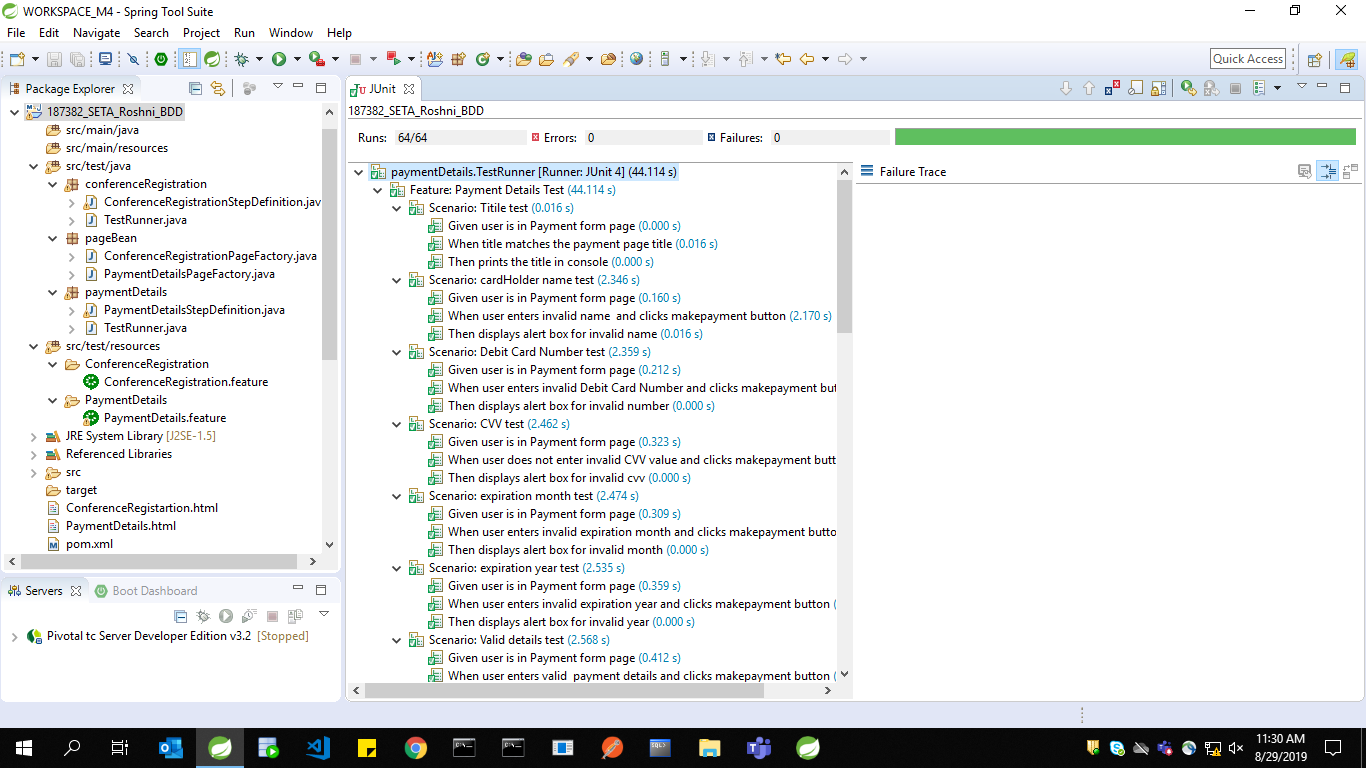 WORKSPACE_M4 - Spring Tool Suite
File Edit Navigate Search Project Run Window Help
Quick Access
Package Explorer
187382_SETA_Roshni_BDD
src/main/java
src/main/resources
src/test/java
conferenceRegistration
ConferenceRegistrationStepDefinition.jav
TestRunner.java
pageBean
ConferenceRegistrationPageFactory.java
PaymentDetailsPageFactory.java
paymentDetails
PaymentDetailsStepDefinition.java
TestRunner.java
src/test/resources
ConferenceRegistration
ConferenceRegistration.feature
PaymentDetails
PaymentDetails.feature
JRE System Library [J2SE-1.5]
Referenced Libraries
src
target
ConferenceRegistartion.html
PaymentDetails.html
pom.xml
Servers Boot Dashboard
Pivotal tc Server Developer Edition v3.2 [Stopped]
JUnit
187382_SETA_Roshni_BDD
Runs: 64/64 Errors: 0 Failures: 0
paymentDetails.TestRunner [Runner: JUnit 4] (44.114 s)
Feature: Payment Details Test (44.114 s)
Scenario: Titile test (0.016 s)
Given user is in Payment form page (0.000 s)
When title matches the payment page title (0.016 s)
Then prints the title in console (0.000 s)
Scenario: cardHolder name test (2.346 s)
Given user is in Payment form page (0.160 s)
When user enters invalid name  and clicks makepayment button (2.170 s)
Then displays alert box for invalid name (0.016 s)
Scenario: Debit Card Number test (2.359 s)
Given user is in Payment form page (0.212 s)
When user enters invalid Debit Card Number and clicks makepayment but
Then displays alert box for invalid number (0.000 s)
Scenario: CVV test (2.462 s)
Given user is in Payment form page (0.323 s)
When user does not enter invalid CVV value and clicks makepayment butt
Then displays alert box for invalid cvv (0.000 s)
Scenario: expiration month test (2.474 s)
Given user is in Payment form page (0.309 s)
When user enters invalid expiration month and clicks makepayment butto
Then displays alert box for invalid month (0.000 s)
Scenario: expiration year test (2.535 s)
Given user is in Payment form page (0.359 s)
When user enters invalid expiration year and clicks makepayment button (
Then displays alert box for invalid year (0.000 s)
Scenario: Valid details test (2.568 s)
Given user is in Payment form page (0.412 s)
When user enters valid  payment details and clicks makepayment button (
Failure Trace
11:30 AM
8/29/2019